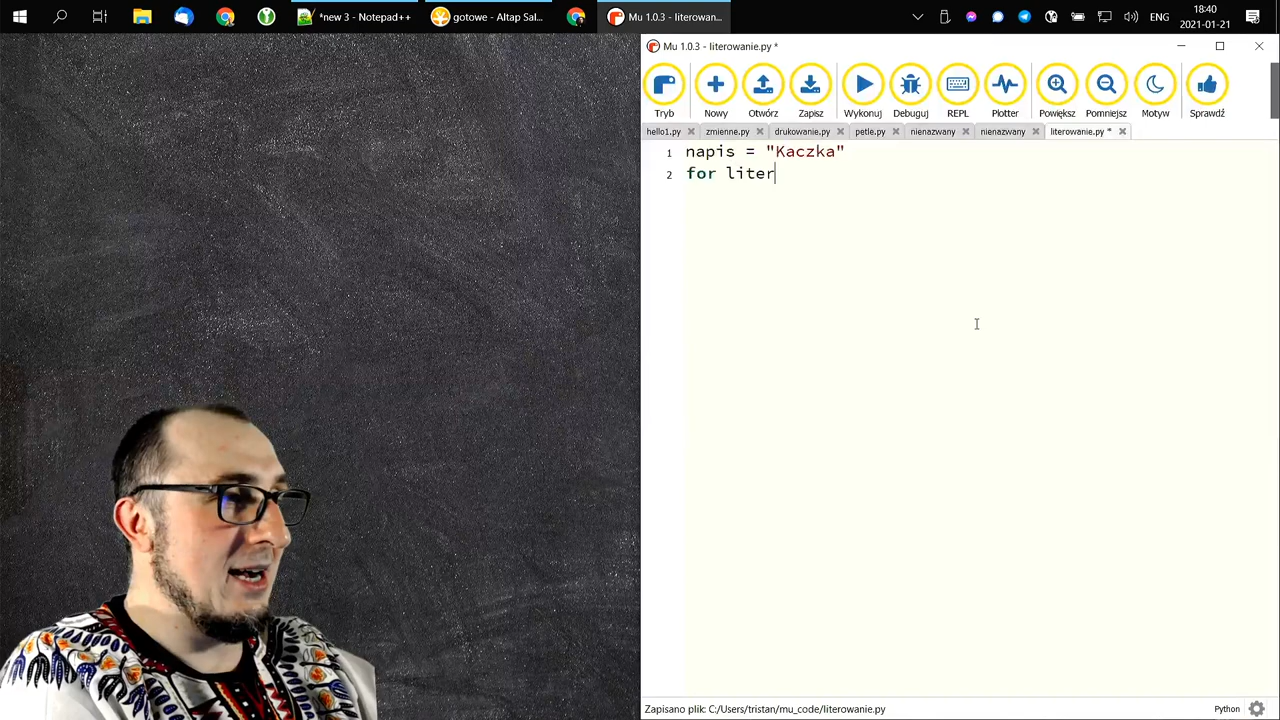 *new 3 - Notepad++
gotowe - Altap Sal...
Mu 1.0.3 - literowan...
ENG
18:40
2021-01-21
Mu 1.0.3 - literowanie.py *
Tryb
Nowy
Otwórz
Zapisz
Wykonuj
Debuguj
REPL
Plotter
Powiększ
Pomniejsz
Motyw
Sprawdź
hello1.py
zmienne.py
drukowanie.py
petle.py
nienazwany
nienazwany
literowanie.py *
1 napis = "Kaczka"
2 for liter
Zapisano plik: C:/Users/tristan/mu_code/literowanie.py
Python